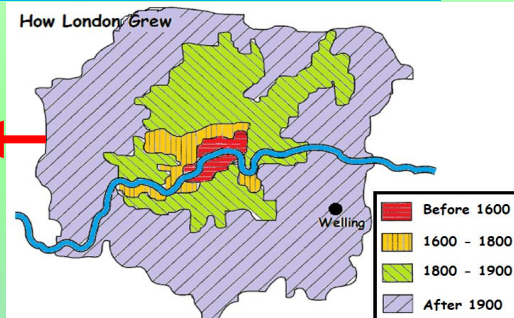 How London Grew
Welling
Before 1600
1600 - 1800
1800 - 1900
After 1900